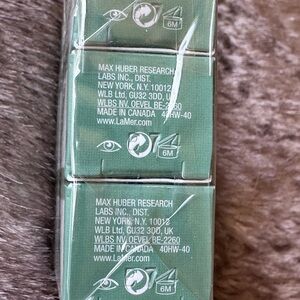 6M
MAX HUBER RESEARCH
LABS INC., DIST.
NEW YORK, N.Y. 10012
WLB Ltd, GU32 3DD, UK
WLBS NV, OEVEL BE-2260
MADE IN CANADA 40HW-40
www.LaMer.com
6M
MAX HUBER RESEARCH
LABS INC., DIST.
NEW YORK, N.Y. 10012
WLB Ltd, GU32 3DD, UK
WLBS NV, OEVEL BE-2260
MADE IN CANADA 40HW-40
www.LaMer.com
6M